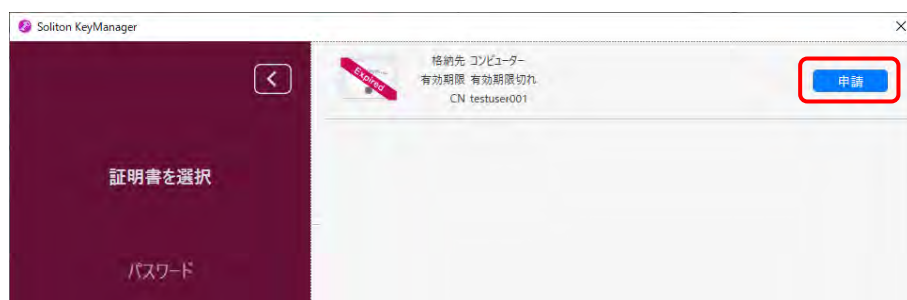 Soliton KeyManager
格納先 コンピューター
Expired
有効期限 有効期限切れ
申請
CN testuser001
証明書を選択
パスワード